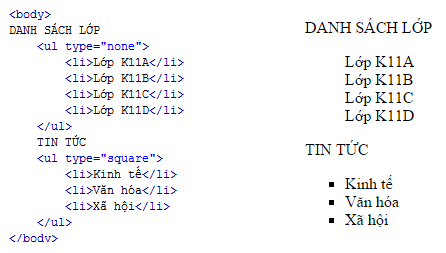 <body>
DANH SÁCH LỚP
<ul type="none">
<li>Lớp K11A</li>
<li>Lớp K11B</li>
<li>Lớp K11C</li>
<li>Lớp K11D</li>
</ul>
TIN TỨC
<ul type="square">
<li>Kinh tế</li>
<li>Văn hóa</li>
<li>Xã hội</li>
</ul>
</body>
DANH SÁCH LỚP
Lớp K11A
Lớp K11B
Lớp K11C
Lớp K11D
TIN TỨC
Kinh tế
Văn hóa
Xã hội